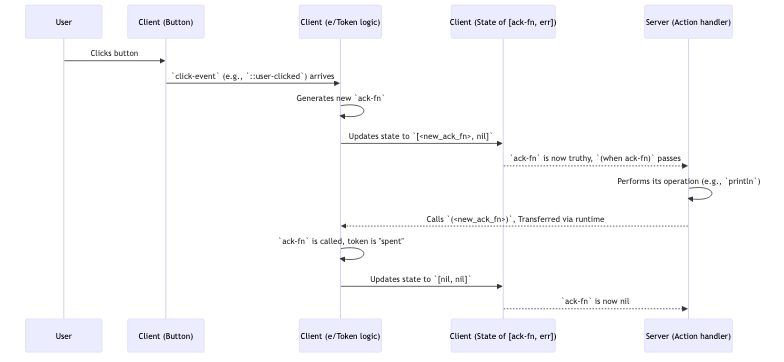 User
Client (Button)
Client (e/Token logic)
Client (State of [ack-fn, err])
Server (Action handler)
Clicks button
`click-event` (e.g., `::user-clicked`) arrives
Generates new `ack-fn`
Updates state to `[<new_ack_fn>, nil]`
`ack-fn` is now truthy, `(when ack-fn)` passes
Performs its operation (e.g., `println`)
Calls `(<new_ack_fn>)`, Transferred via runtime
`ack-fn` is called, token is "spent"
Updates state to `[nil, nil]`
`ack-fn` is now nil
User
Client (Button)
Client (e/Token logic)
Client (State of [ack-fn, err])
Server (Action handler)